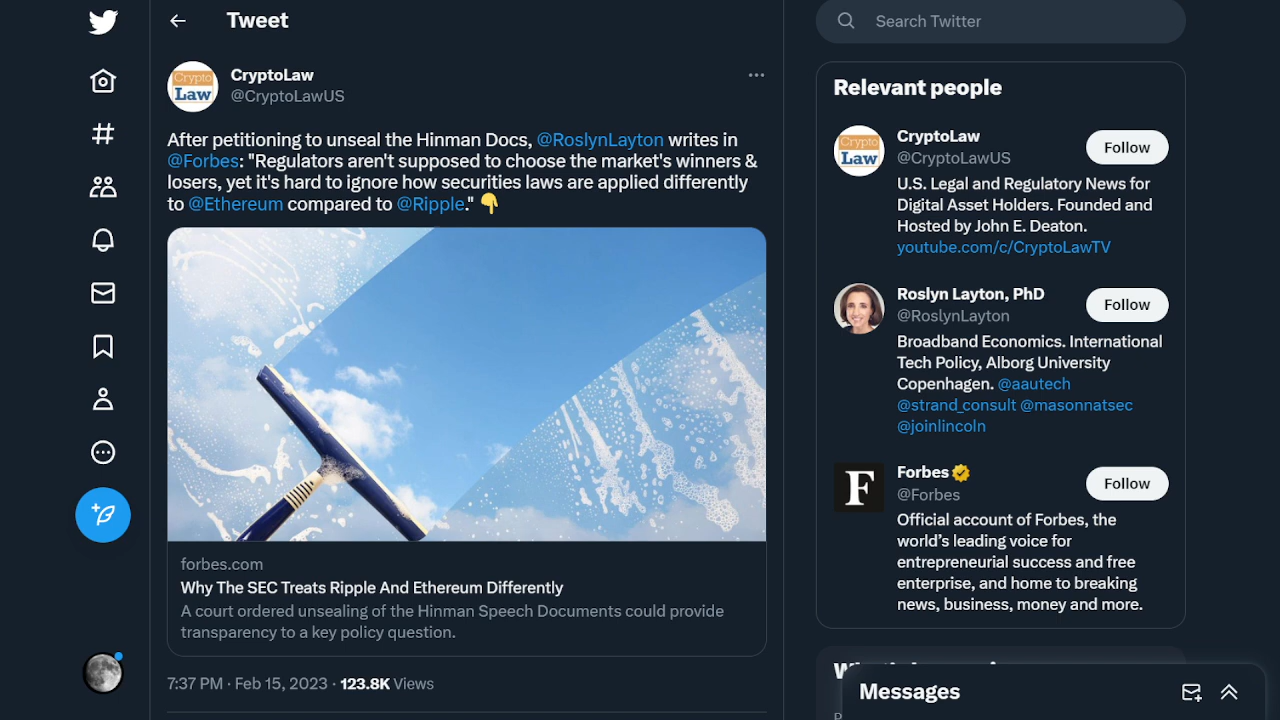 Tweet
Search Twitter
Crypto
Law
CryptoLaw
@CryptoLawUS
After petitioning to unseal the Hinman Docs, @RoslynLayton writes in
@Forbes: "Regulators aren't supposed to choose the market's winners &
losers, yet it's hard to ignore how securities laws are applied differently
to @Ethereum compared to @Ripple." 👇
forbes.com
Why The SEC Treats Ripple And Ethereum Differently
A court ordered unsealing of the Hinman Speech Documents could provide
transparency to a key policy question.
7:37 PM · Feb 15, 2023 · 123.8K Views
Relevant people
Crypto
Law
CryptoLaw
@CryptoLawUS
Follow
U.S. Legal and Regulatory News for
Digital Asset Holders. Founded and
Hosted by John E. Deaton.
youtube.com/c/CryptoLawTV
Roslyn Layton, PhD
@RoslynLayton
Follow
Broadband Economics. International
Tech Policy, Alborg University
Copenhagen. @aautech
@strand_consult @masonnatsec
@joinlincoln
F
Forbes
@Forbes
Follow
Official account of Forbes, the
world's leading voice for
entrepreneurial success and free
enterprise, and home to breaking
news, business, money and more.
Messages